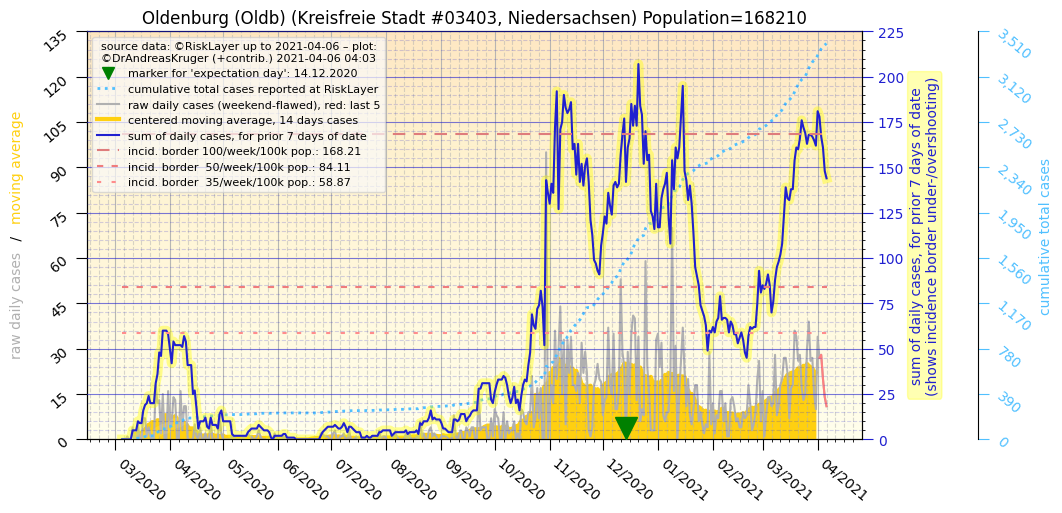 Oldenburg (Oldb) (Kreisfreie Stadt #03403, Niedersachsen) Population=168210
source data: ©RiskLayer up to 2021-04-06 – plot:
©DrAndreasKruger (+contrib.) 2021-04-06 04:03
marker for 'expectation day': 14.12.2020
cumulative total cases reported at RiskLayer
raw daily cases (weekend-flawed), red: last 5
centered moving average, 14 days cases
sum of daily cases, for prior 7 days of date
incid. border 100/week/100k pop.: 168.21
incid. border  50/week/100k pop.: 84.11
incid. border  35/week/100k pop.: 58.87
raw daily cases / moving average
135
120
105
90
75
60
45
30
15
0
03/2020
04/2020
05/2020
06/2020
07/2020
08/2020
09/2020
10/2020
11/2020
12/2020
01/2021
02/2021
03/2021
04/2021
225
200
175
150
125
100
75
50
25
0
sum of daily cases, for prior 7 days of date
(shows incidence border under-/overshooting)
3,510
3,120
2,730
2,340
1,950
1,560
1,170
780
390
0
cumulative total cases